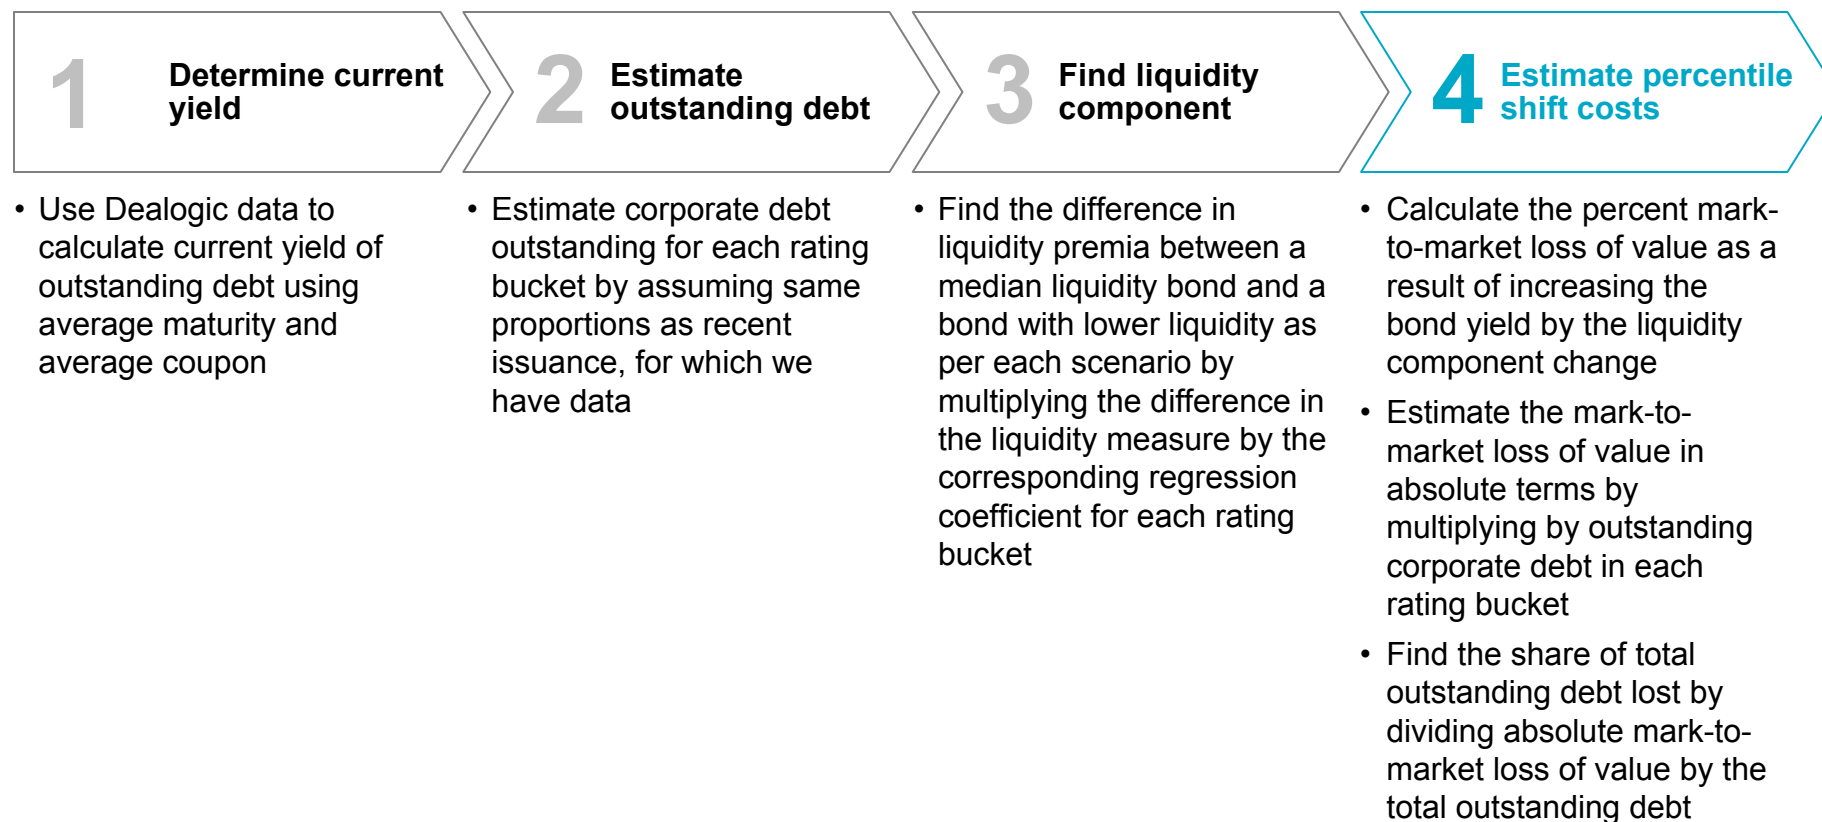 1
Determine current
yield
2
Estimate
outstanding debt
3
Find liquidity
component
4
Estimate percentile
shift costs
• Use Dealogic data to
calculate current yield of
outstanding debt using
average maturity and
average coupon
• Estimate corporate debt
outstanding for each rating
bucket by assuming same
proportions as recent
issuance, for which we
have data
• Find the difference in
liquidity premia between a
median liquidity bond and a
bond with lower liquidity as
per each scenario by
multiplying the difference in
the liquidity measure by the
corresponding regression
coefficient for each rating
bucket
• Calculate the percent mark-
to-market loss of value as a
result of increasing the
bond yield by the liquidity
component change
• Estimate the mark-to-
market loss of value in
absolute terms by
multiplying by outstanding
corporate debt in each
rating bucket
• Find the share of total
outstanding debt lost by
dividing absolute mark-to-
market loss of value by the
total outstanding debt